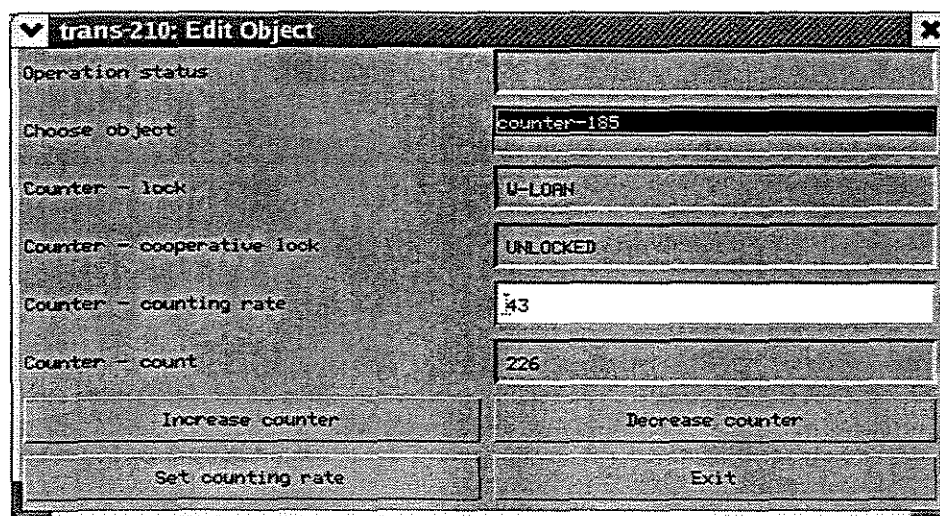 trans-210: Edit Object
Operation status
Choose object
counter-185
Counter - lock
W-LOAN
Counter - cooperative lock
UNLOCKED
Counter - counting rate
43
Counter - count
226
Increase counter
Decrease counter
Set counting rate
Exit